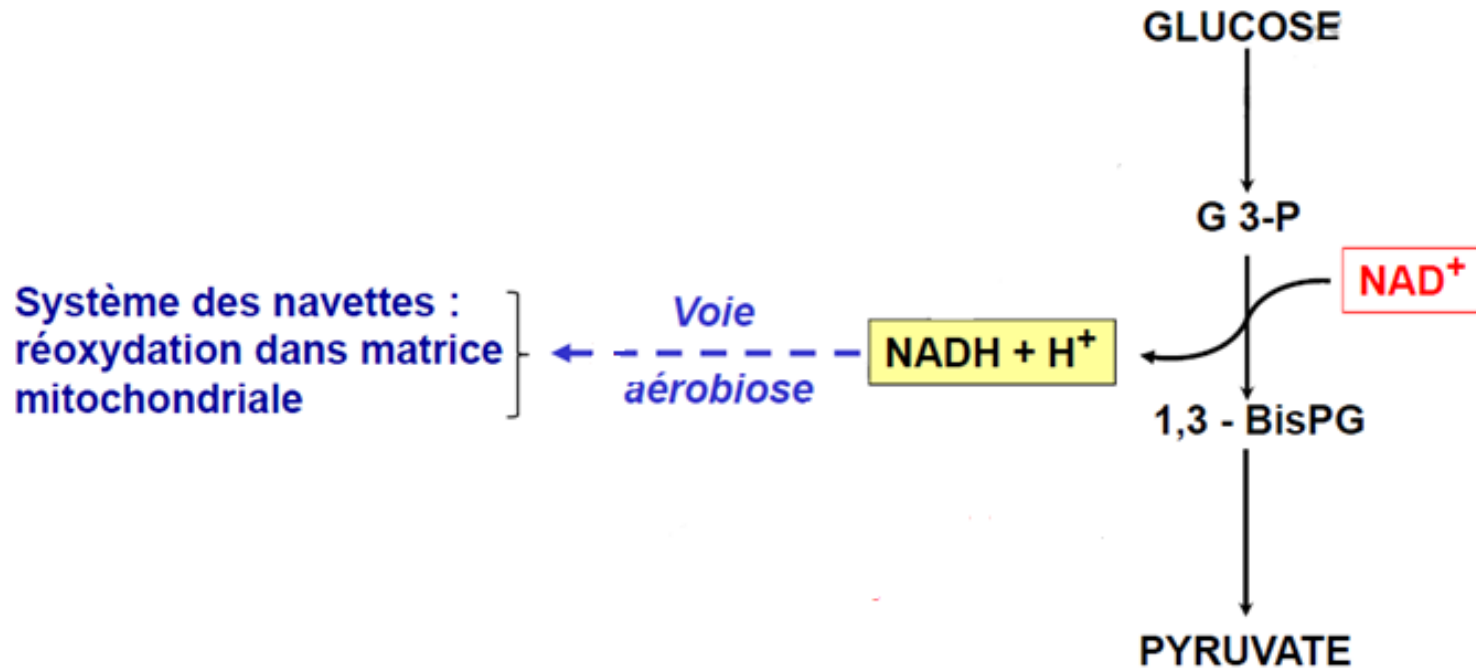 GLUCOSE
G 3-P
NAD⁺
Système des navettes :
réoxydation dans matrice
mitochondriale
Voie
aérobiose
NADH + H⁺
1,3 - BisPG
PYRUVATE